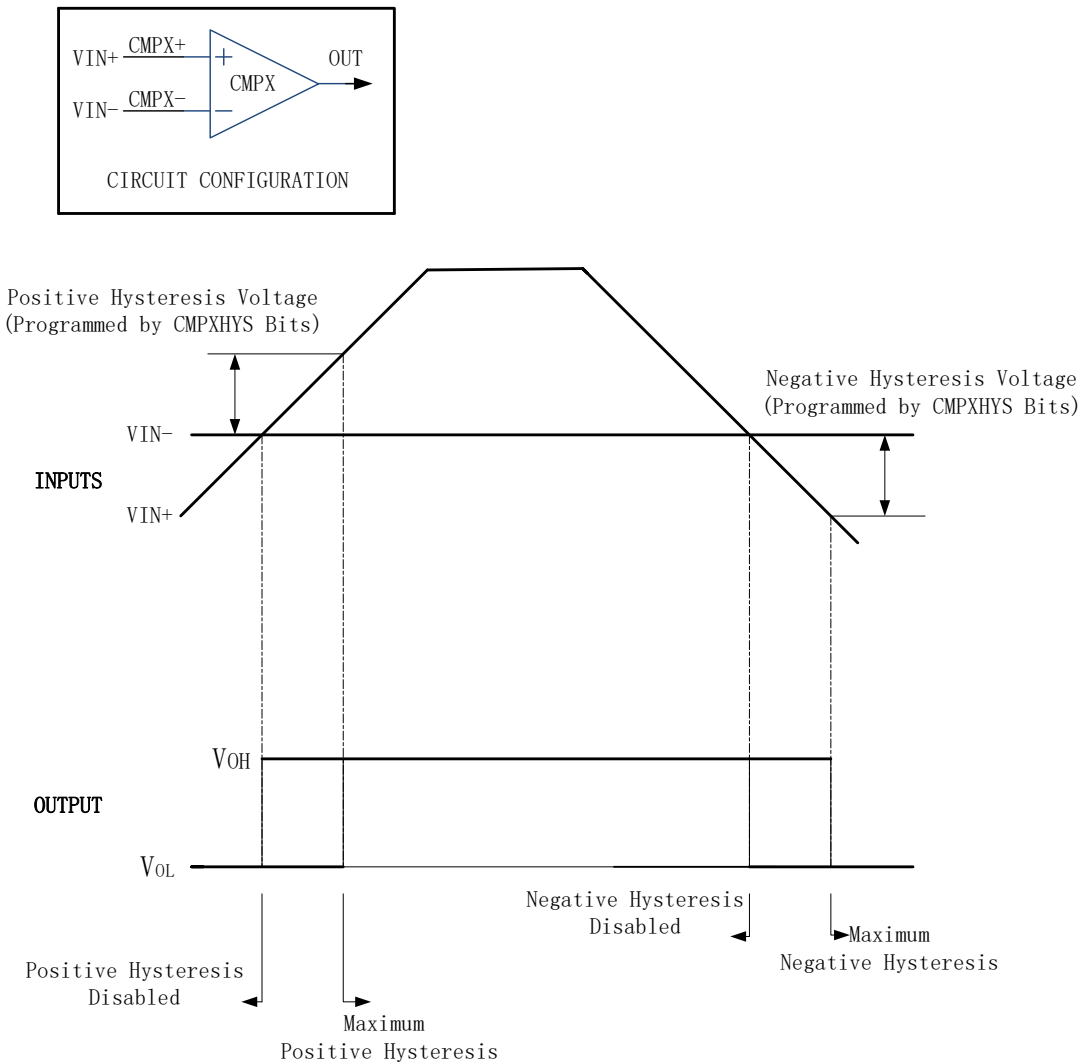 VIN+ CMPX+
OUT
CMPX
VIN- CMPX-
CIRCUIT CONFIGURATION
Positive Hysteresis Voltage
(Programmed by CMPXHYS Bits)
Negative Hysteresis Voltage
(Programmed by CMPXHYS Bits)
VIN-
INPUTS
VIN+
VOH
OUTPUT
VOL
Negative Hysteresis
Disabled
Maximum
Negative Hysteresis
Positive Hysteresis
Disabled
Maximum
Positive Hysteresis